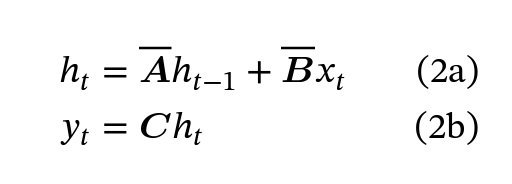 h_t = \overline{A}h_{t−1} + \overline{B}x_t (2a)
y_t = Ch_t (2b)